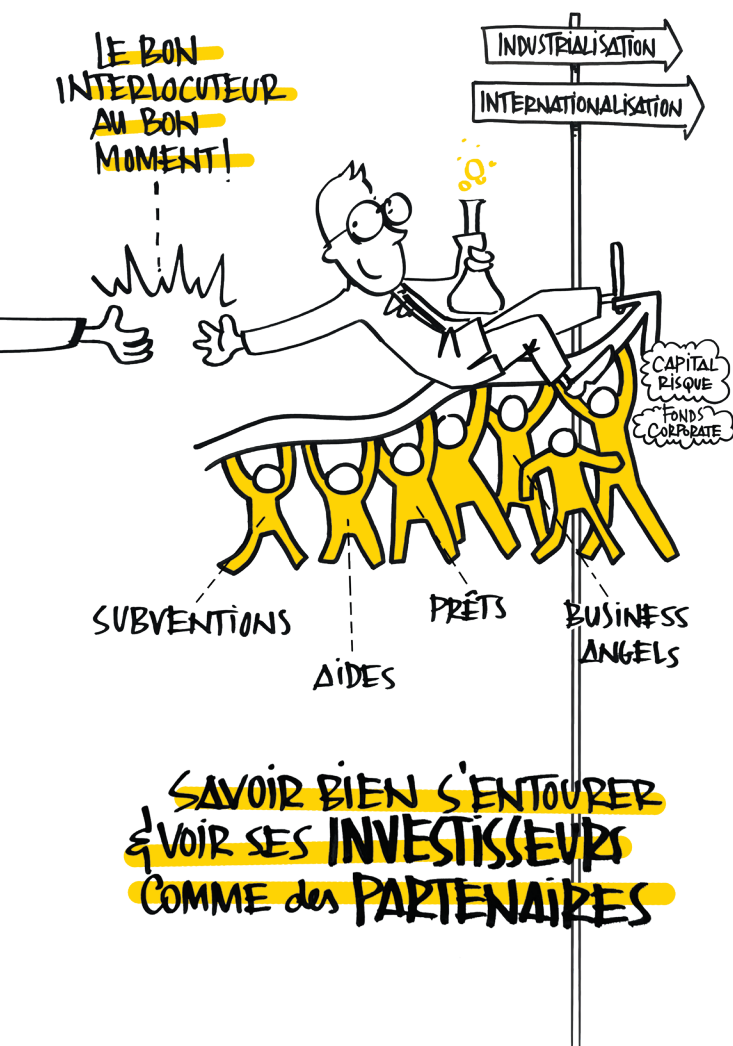 LE BON
INTERLOCUTEUR
AU BON
MOMENT!
INDUSTRIALISATION
INTERNATIONALISATION
CAPITAL
RISQUE
FONDS
CORPORATE
SUBVENTIONS
AIDES
PRÊTS
BUSINESS
ANGELS
SAVOIR BIEN S'ENTOURER
& VOIR SES INVESTISSEURS
COMME des PARTENAIRES